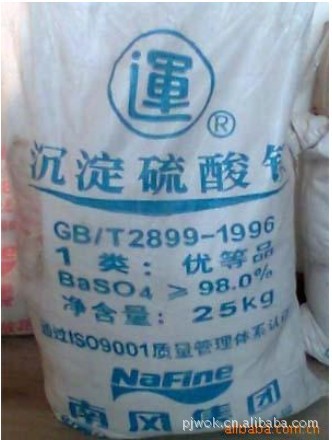 運®
沉淀硫酸钡
GB/T2899-1996
1类：优等品
BaSO4 ≥ 98.0%
净含量：25kg
通过ISO9001质量管理体系认证
NaFine
南风集团
pjwok.cn.alibaba.com